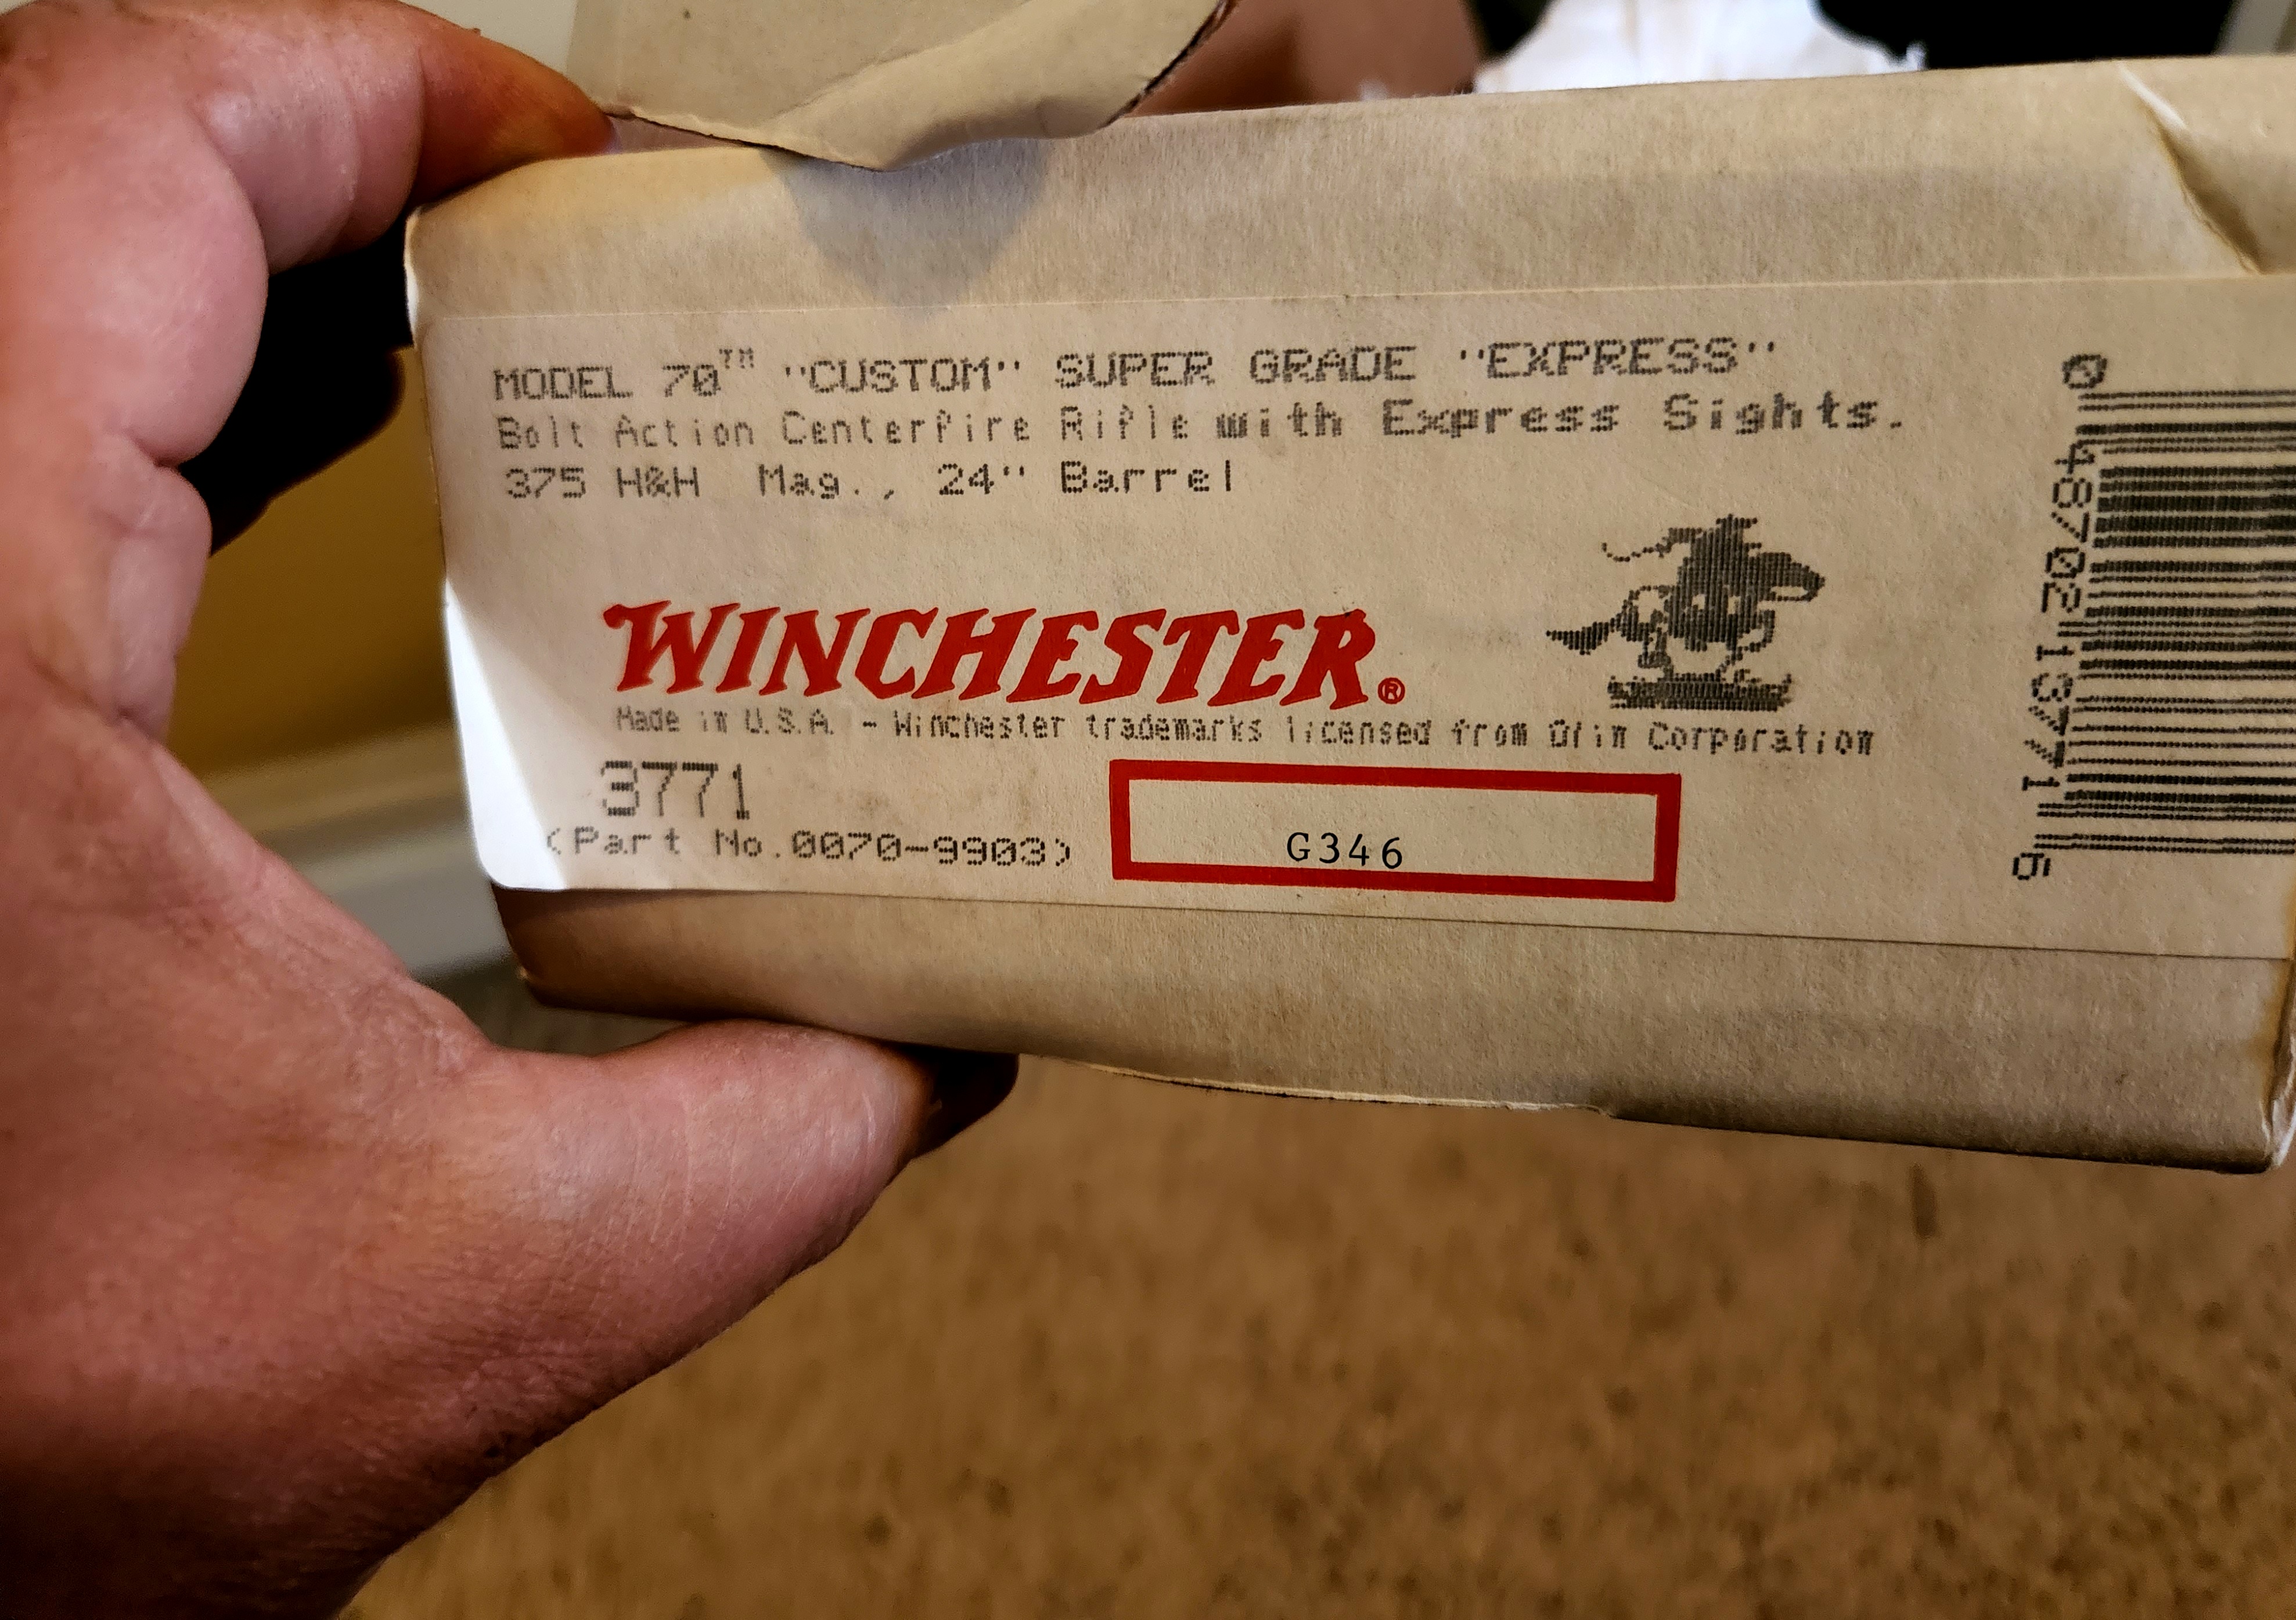 MODEL 70™ "CUSTOM" SUPER GRADE "EXPRESS"
Bolt Action Centerfire Rifle with Express Sights.
375 H&H Mag., 24" Barrel
WINCHESTER®
Made in U.S.A. - Winchester trademarks licensed from Olin Corporation
3771
(Part No.0070-9903)
G346
0 48702 13771 9